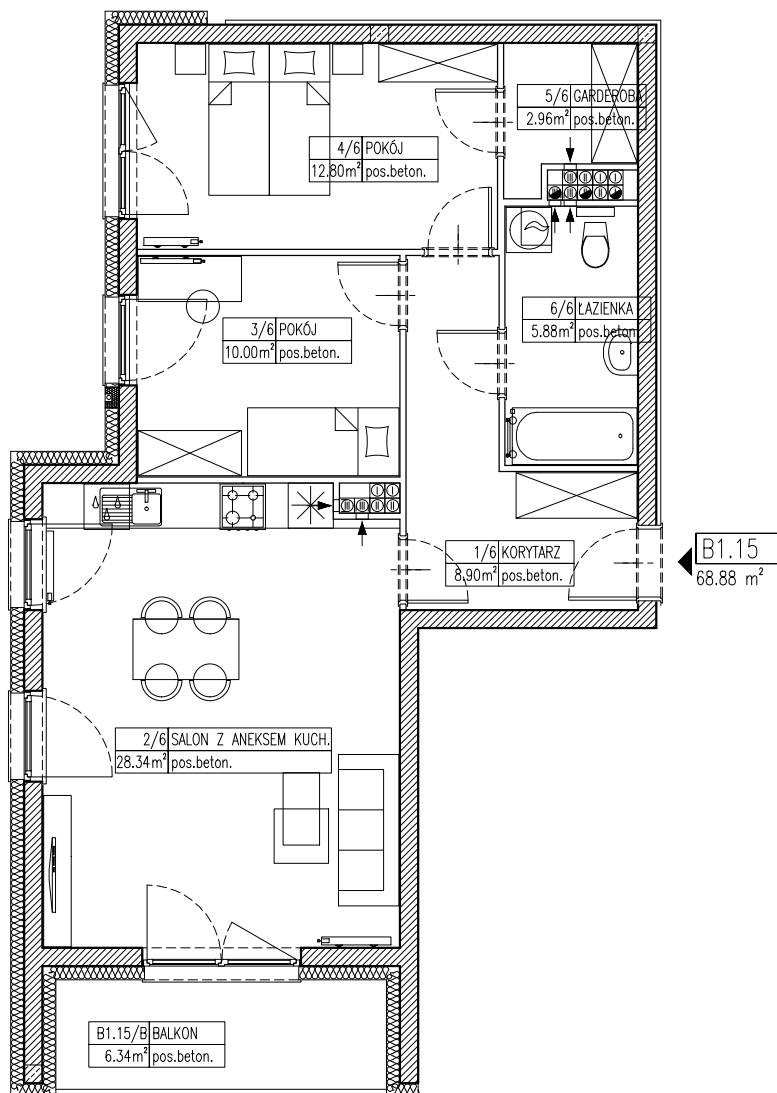 5/6 GARDEROBA
2.96m² pos.beton.
4/6 POKÓJ
12.80m² pos.beton.
6/6 ŁAZIENKA
5.88m² pos.beton
3/6 POKÓJ
10.00m² pos.beton.
1/6 KORYTARZ
8.90m² pos.beton.
B1.15
68.88 m²
2/6 SALON Z ANEKSEM KUCH.
28.34m² pos.beton.
B1.15/B BALKON
6.34m² pos.beton.